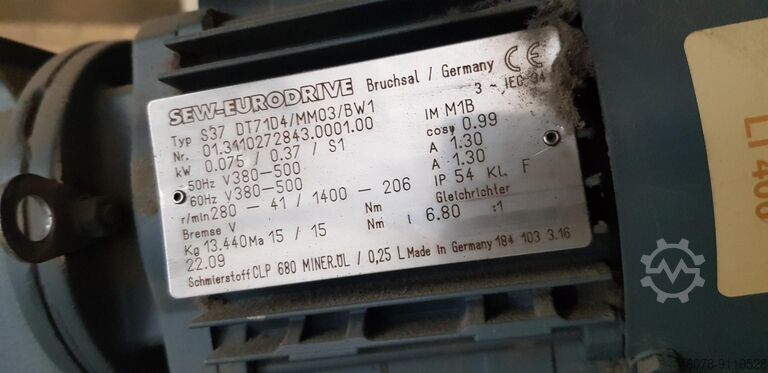 SEW-EURODRIVE Bruchsal / Germany CE
3 ~ IEC 34
Typ S37 DT71D4/MM03/BW1 IM M1B
Nr. 01.3410272843.0001.00 cosφ 0.99
kW 0.075 / 0.37 / S1 A 1.30
50Hz V380-500 A 1.30
60Hz V380-500 IP 54 KL F
r/min 280 - 41 / 1400 - 206 Gleichrichter
Bremse V Nm i 6.80 :1
Kg 13.440 Ma 15 / 15 Nm
22.09
Schmierstoff CLP 680 MINER.ÖL / 0,25 L Made in Germany 184 103 3.16
LT400
6078-9119528